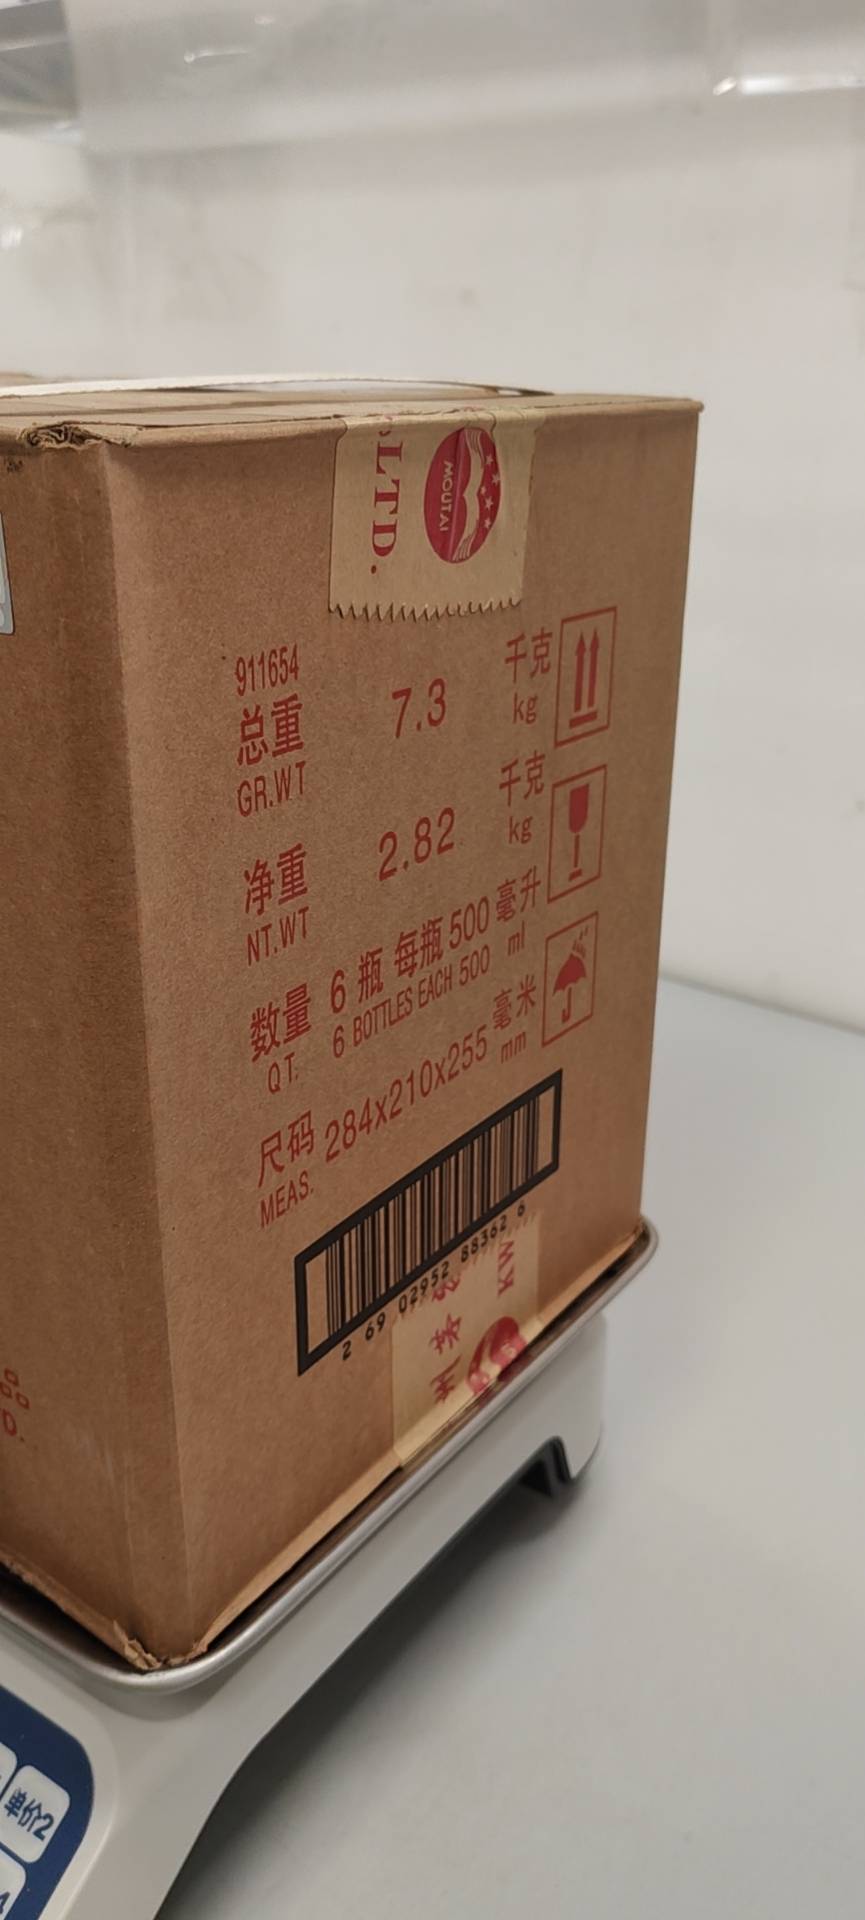 LTD.
MOUTAI
911654
总重 7.3 千克
GR.WT kg
净重 2.82 千克
NT.WT kg
数量 6 瓶 每瓶 500 毫升
QT. 6 BOTTLES EACH 500 ml
尺码 284x210x255 毫米
MEAS. mm
2 69 02952 88362 6
KW
D.